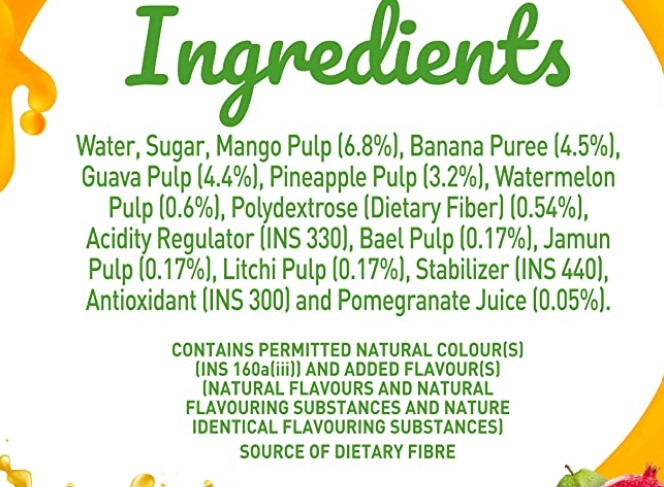 Ingredients
Water, Sugar, Mango Pulp (6.8%), Banana Puree (4.5%),
Guava Pulp (4.4%), Pineapple Pulp (3.2%), Watermelon
Pulp (0.6%), Polydextrose (Dietary Fiber) (0.54%),
Acidity Regulator (INS 330), Bael Pulp (0.17%), Jamun
Pulp (0.17%), Litchi Pulp (0.17%), Stabilizer (INS 440),
Antioxidant (INS 300) and Pomegranate Juice (0.05%).
CONTAINS PERMITTED NATURAL COLOUR(S)
(INS 160a(iii)) AND ADDED FLAVOUR(S)
(NATURAL FLAVOURS AND NATURAL
FLAVOURING SUBSTANCES AND NATURE
IDENTICAL FLAVOURING SUBSTANCES)
SOURCE OF DIETARY FIBRE